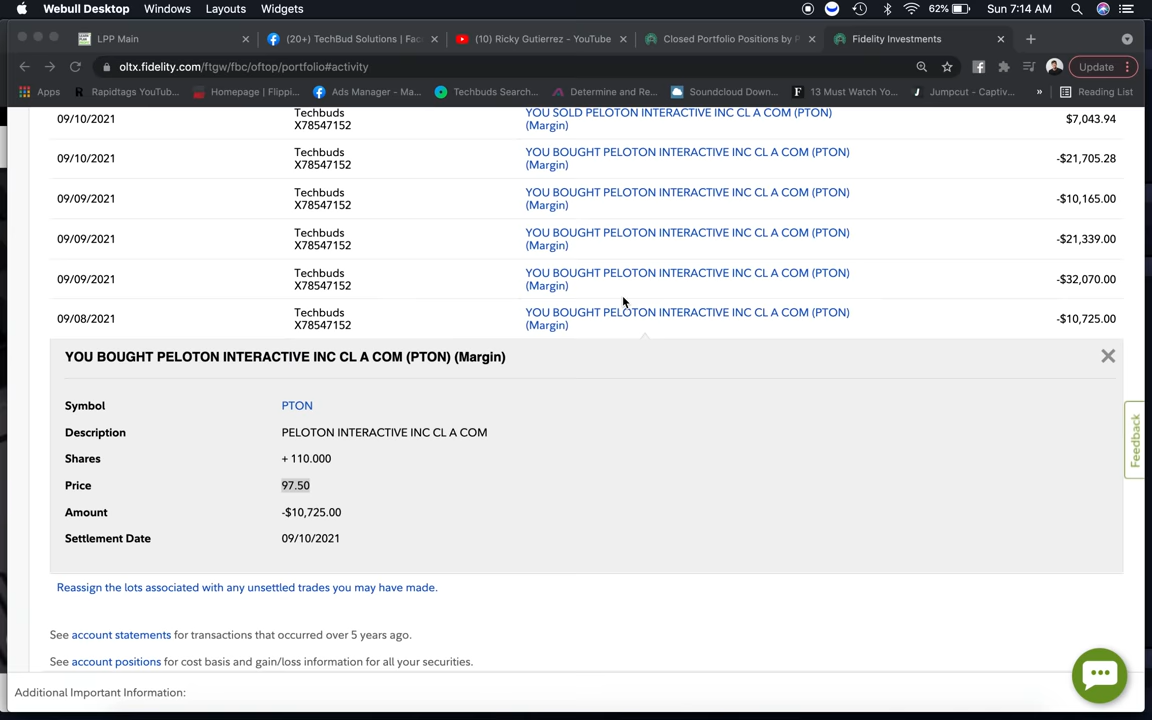 Webull Desktop Windows Layouts Widgets 62% Sun 7:14 AM
LPP Main (20+) TechBud Solutions | Fac (10) Ricky Gutierrez - YouTube Closed Portfolio Positions by P Fidelity Investments
oltx.fidelity.com/ftgw/fbc/oftop/portfolio#activity Update
Apps Rapidtags YouTub... Homepage | Flippi... Ads Manager - Ma... Techbuds Search... Determine and Re... Soundcloud Down... 13 Must Watch Yo... Jumpcut - Captiv... » Reading List
09/10/2021 Techbuds X78547152 YOU SOLD PELOTON INTERACTIVE INC CL A COM (PTON) (Margin) $7,043.94
09/10/2021 Techbuds X78547152 YOU BOUGHT PELOTON INTERACTIVE INC CL A COM (PTON) (Margin) -$21,705.28
09/09/2021 Techbuds X78547152 YOU BOUGHT PELOTON INTERACTIVE INC CL A COM (PTON) (Margin) -$10,165.00
09/09/2021 Techbuds X78547152 YOU BOUGHT PELOTON INTERACTIVE INC CL A COM (PTON) (Margin) -$21,339.00
09/09/2021 Techbuds X78547152 YOU BOUGHT PELOTON INTERACTIVE INC CL A COM (PTON) (Margin) -$32,070.00
09/08/2021 Techbuds X78547152 YOU BOUGHT PELOTON INTERACTIVE INC CL A COM (PTON) (Margin) -$10,725.00
YOU BOUGHT PELOTON INTERACTIVE INC CL A COM (PTON) (Margin)
Symbol PTON
Description PELOTON INTERACTIVE INC CL A COM
Shares + 110.000
Price 97.50
Amount -$10,725.00
Settlement Date 09/10/2021
Feedback
Reassign the lots associated with any unsettled trades you may have made.
See account statements for transactions that occurred over 5 years ago.
See account positions for cost basis and gain/loss information for all your securities.
Additional Important Information: